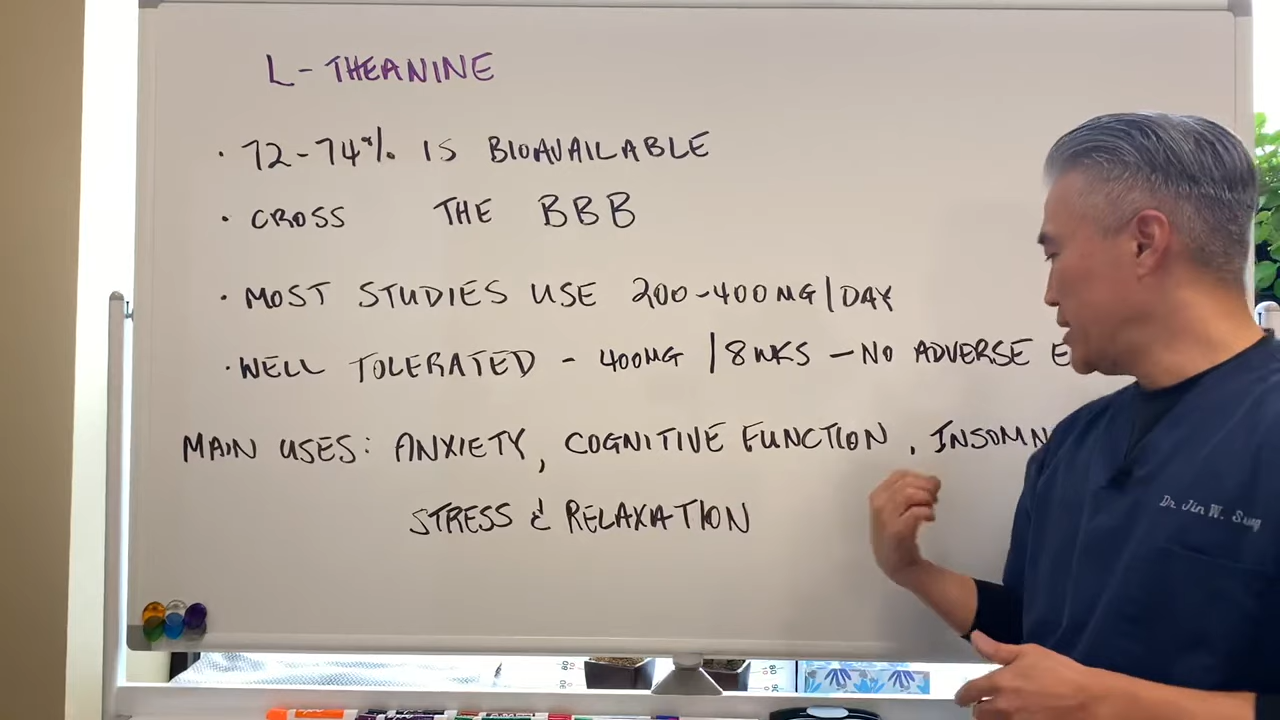 L-THEANINE
• 72-74% IS BIOAVAILABLE
• CROSS THE BBB
• MOST STUDIES USE 200-400MG/DAY
• WELL TOLERATED - 400MG /8WKS - NO ADVERSE E
MAIN USES: ANXIETY, COGNITIVE FUNCTION, INSOMN
STRESS & RELAXATION
Dr. Jin W. Sung